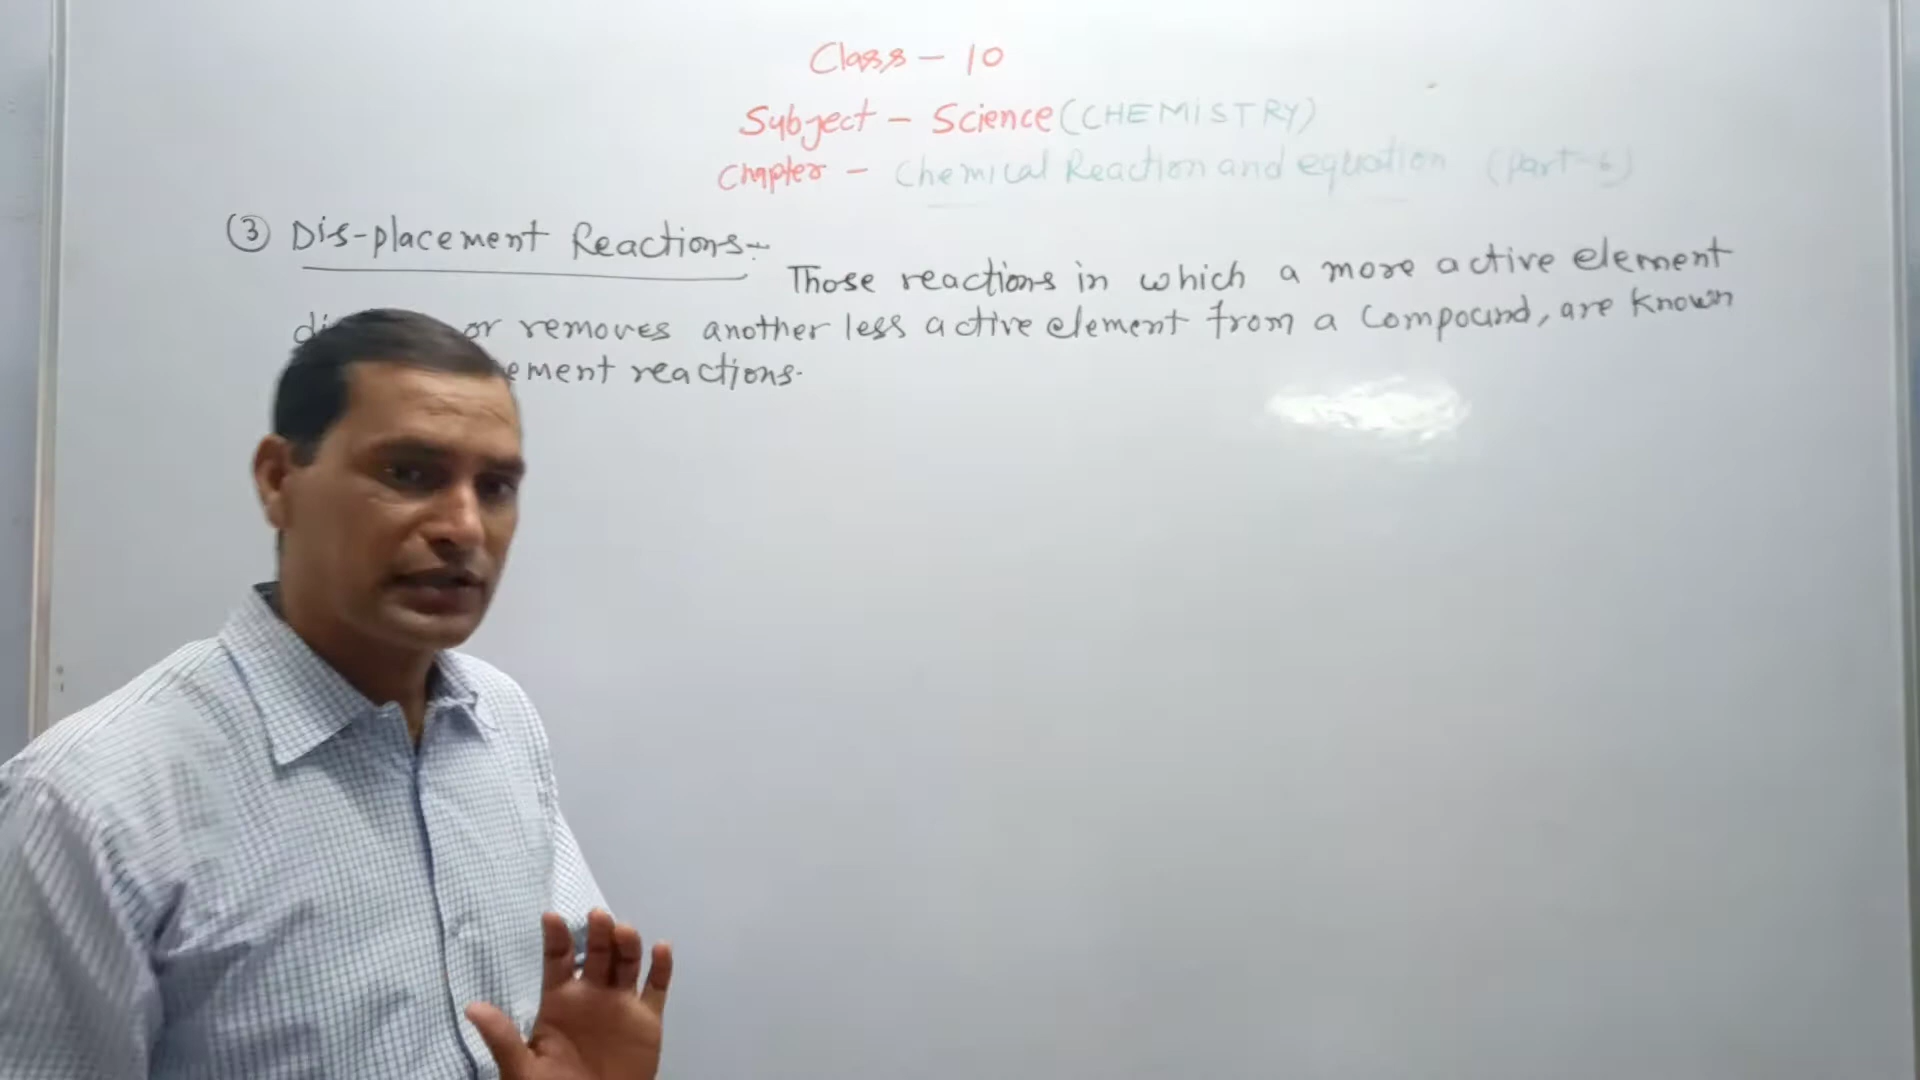 Class - 10
Subject - Science (CHEMISTRY)
Chapter - Chemical Reaction and equation (Part-6)
③ Dis-placement Reactions:-
Those reactions in which a more active element
or removes another less active element from a compound, are known
reactions.